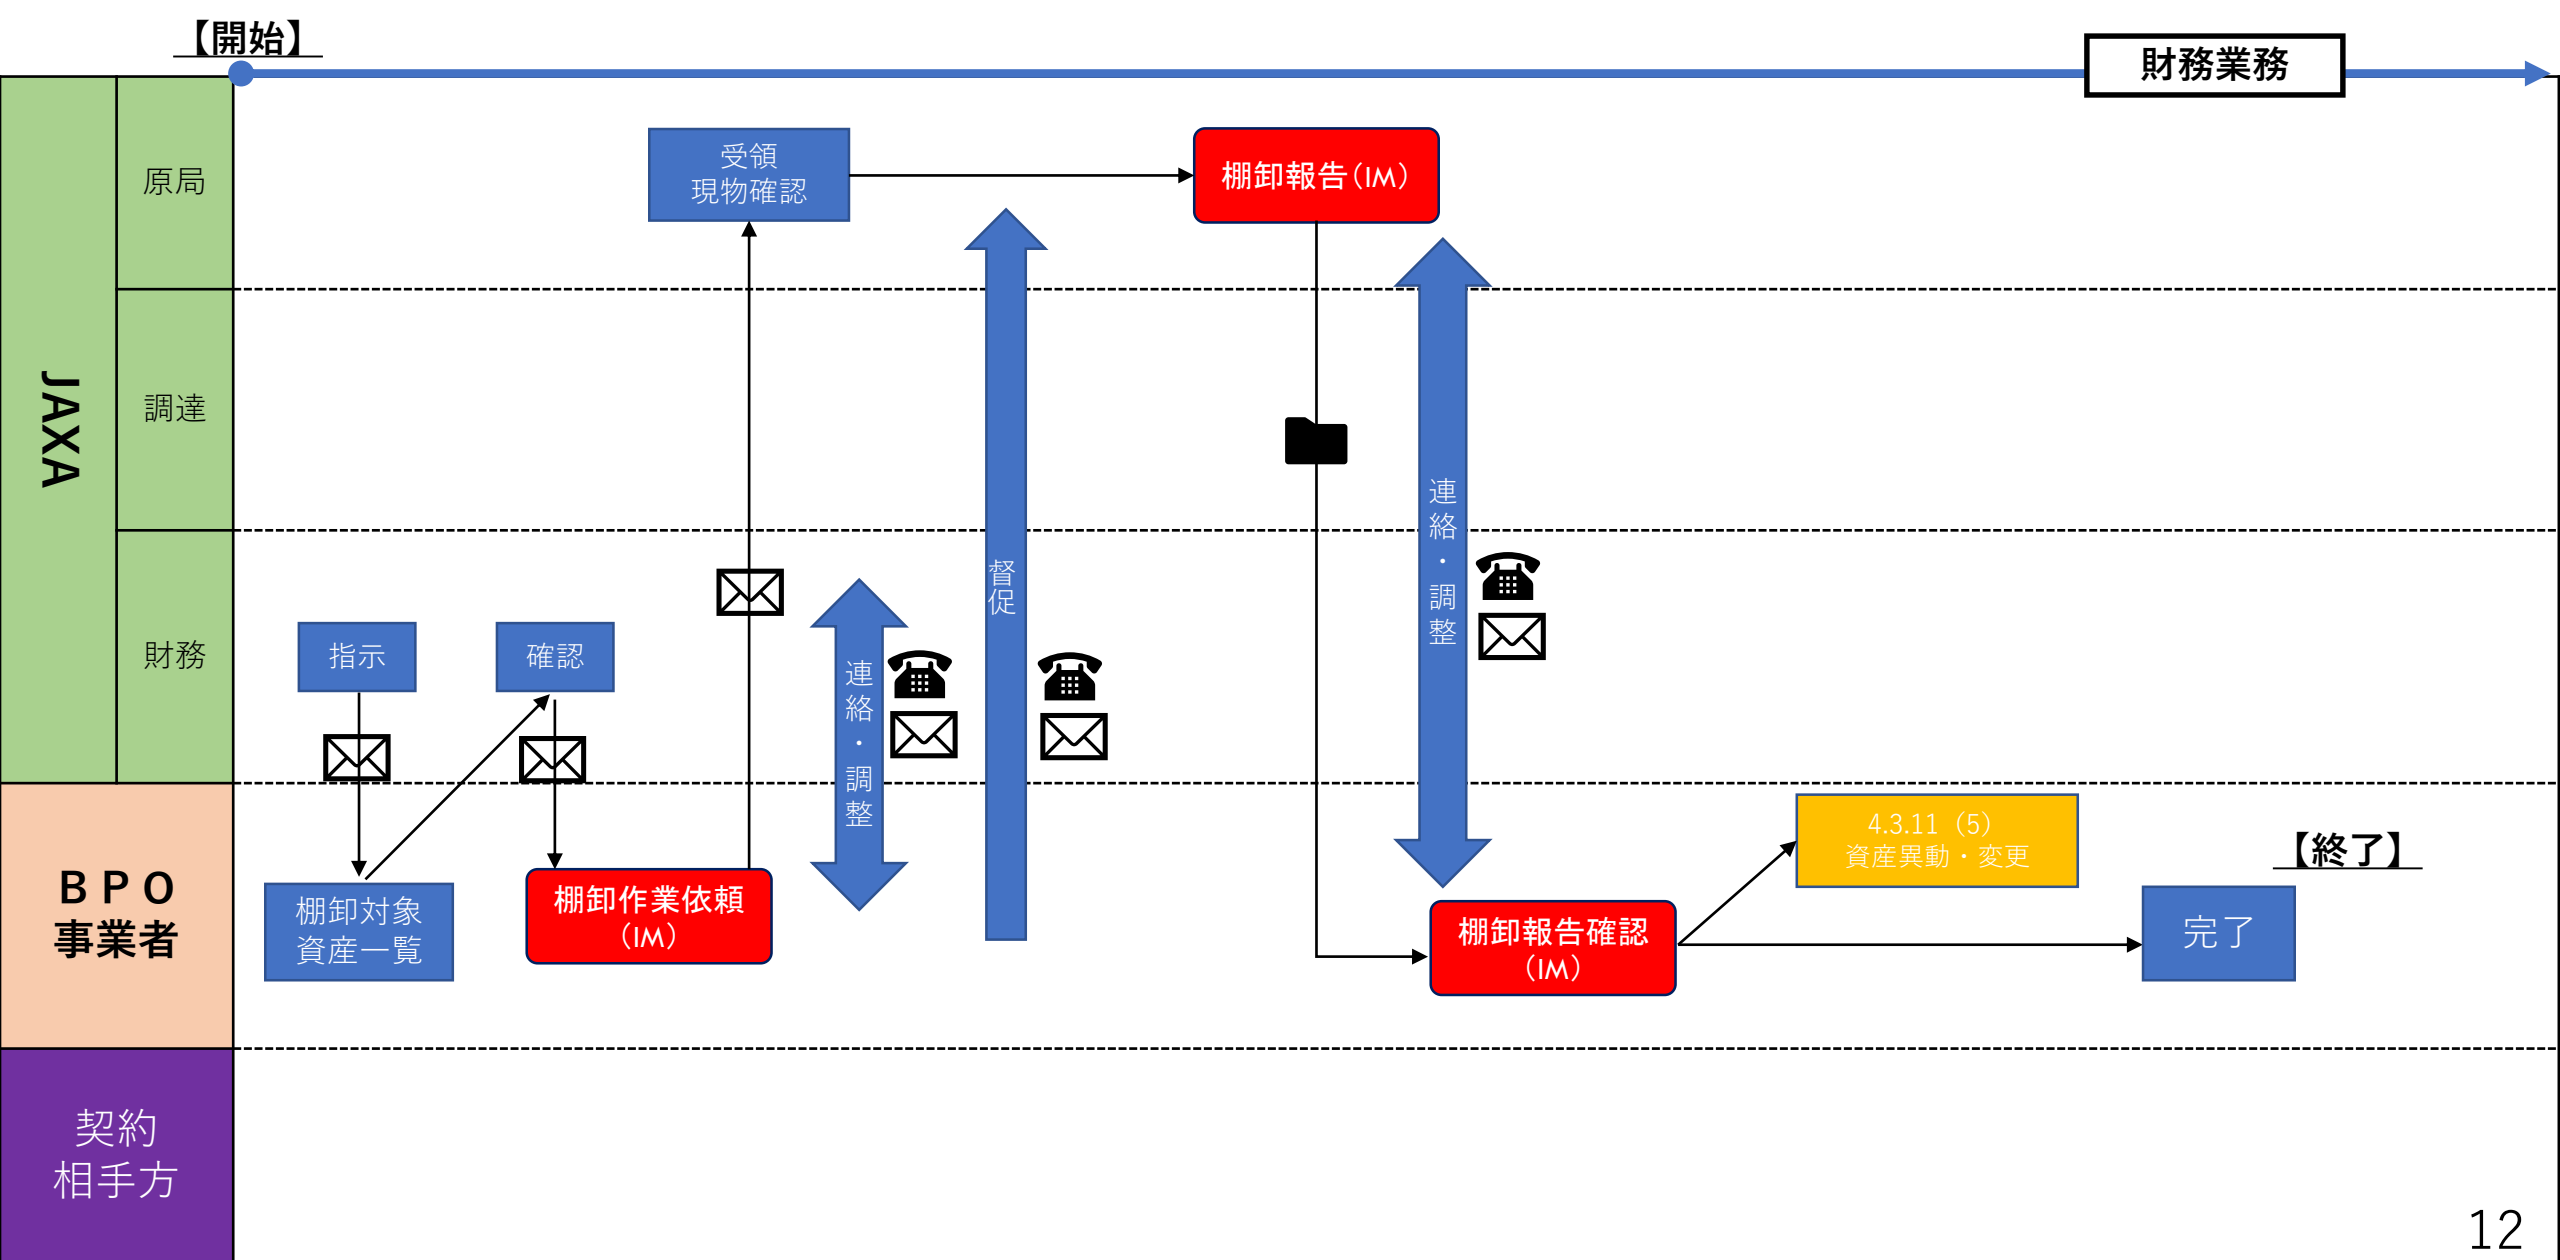 【開始】
財務業務
JAXA
原局
受領
現物確認
棚卸報告(IM)
調達
連絡・調整
督促
財務
指示
確認
連絡・調整
BPO
事業者
棚卸対象
資産一覧
棚卸作業依頼
(IM)
棚卸報告確認
(IM)
4.3.11（5）
資産異動・変更
【終了】
完了
契約
相手方
12